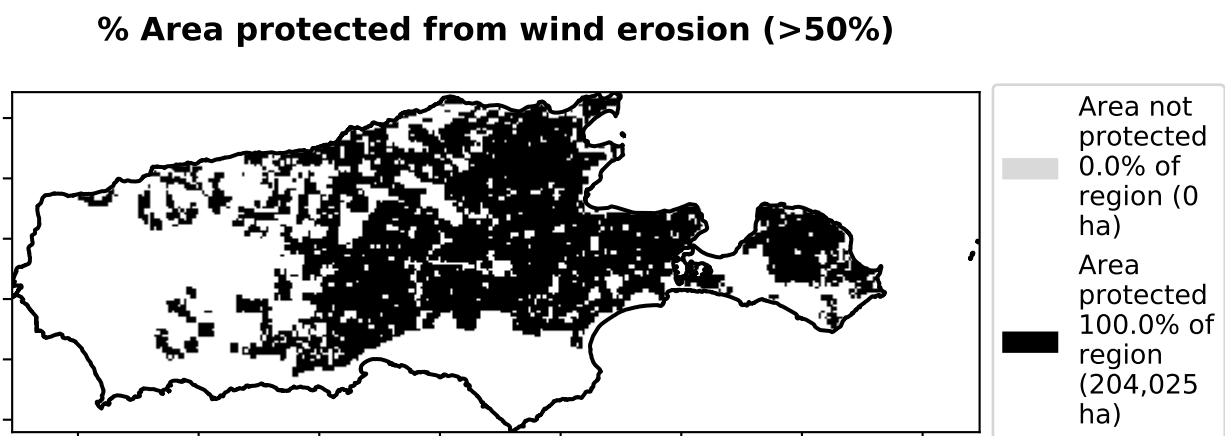 % Area protected from wind erosion (>50%)
Area not
protected
0.0% of
region (0
ha)
Area
protected
100.0% of
region
(204,025
ha)